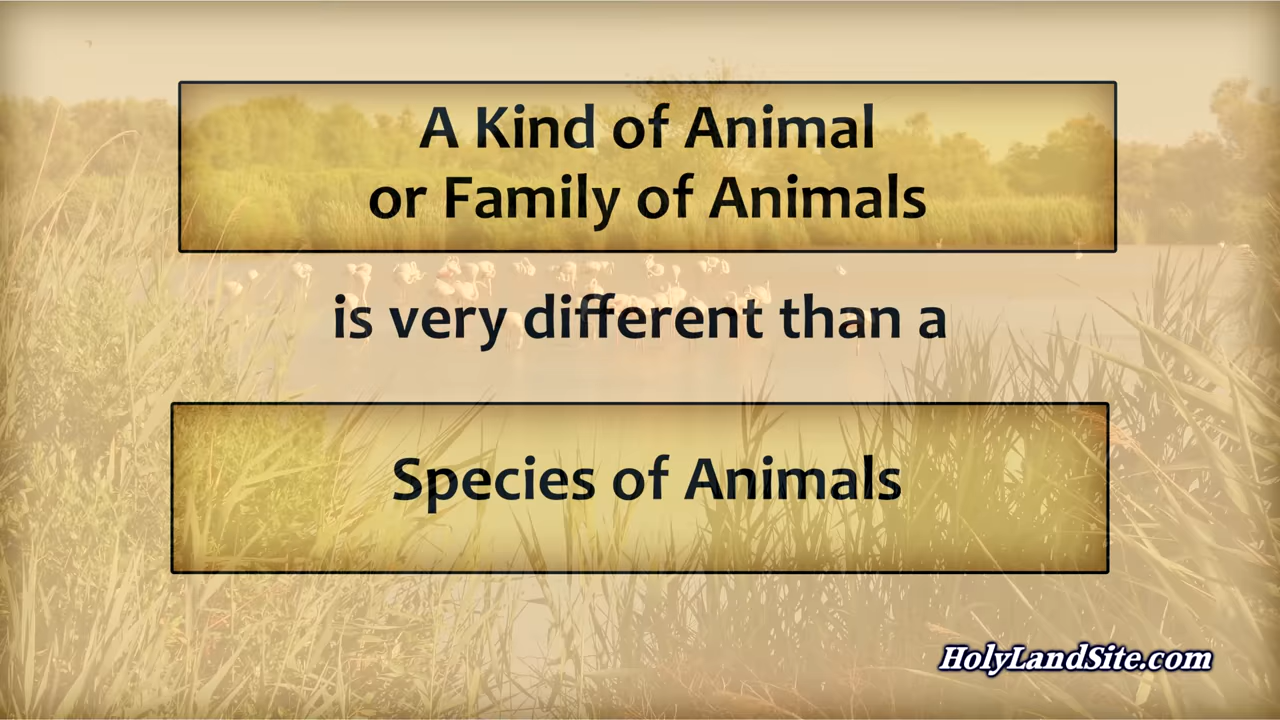 A Kind of Animal
or Family of Animals
is very different than a
Species of Animals
HolyLandSite.com